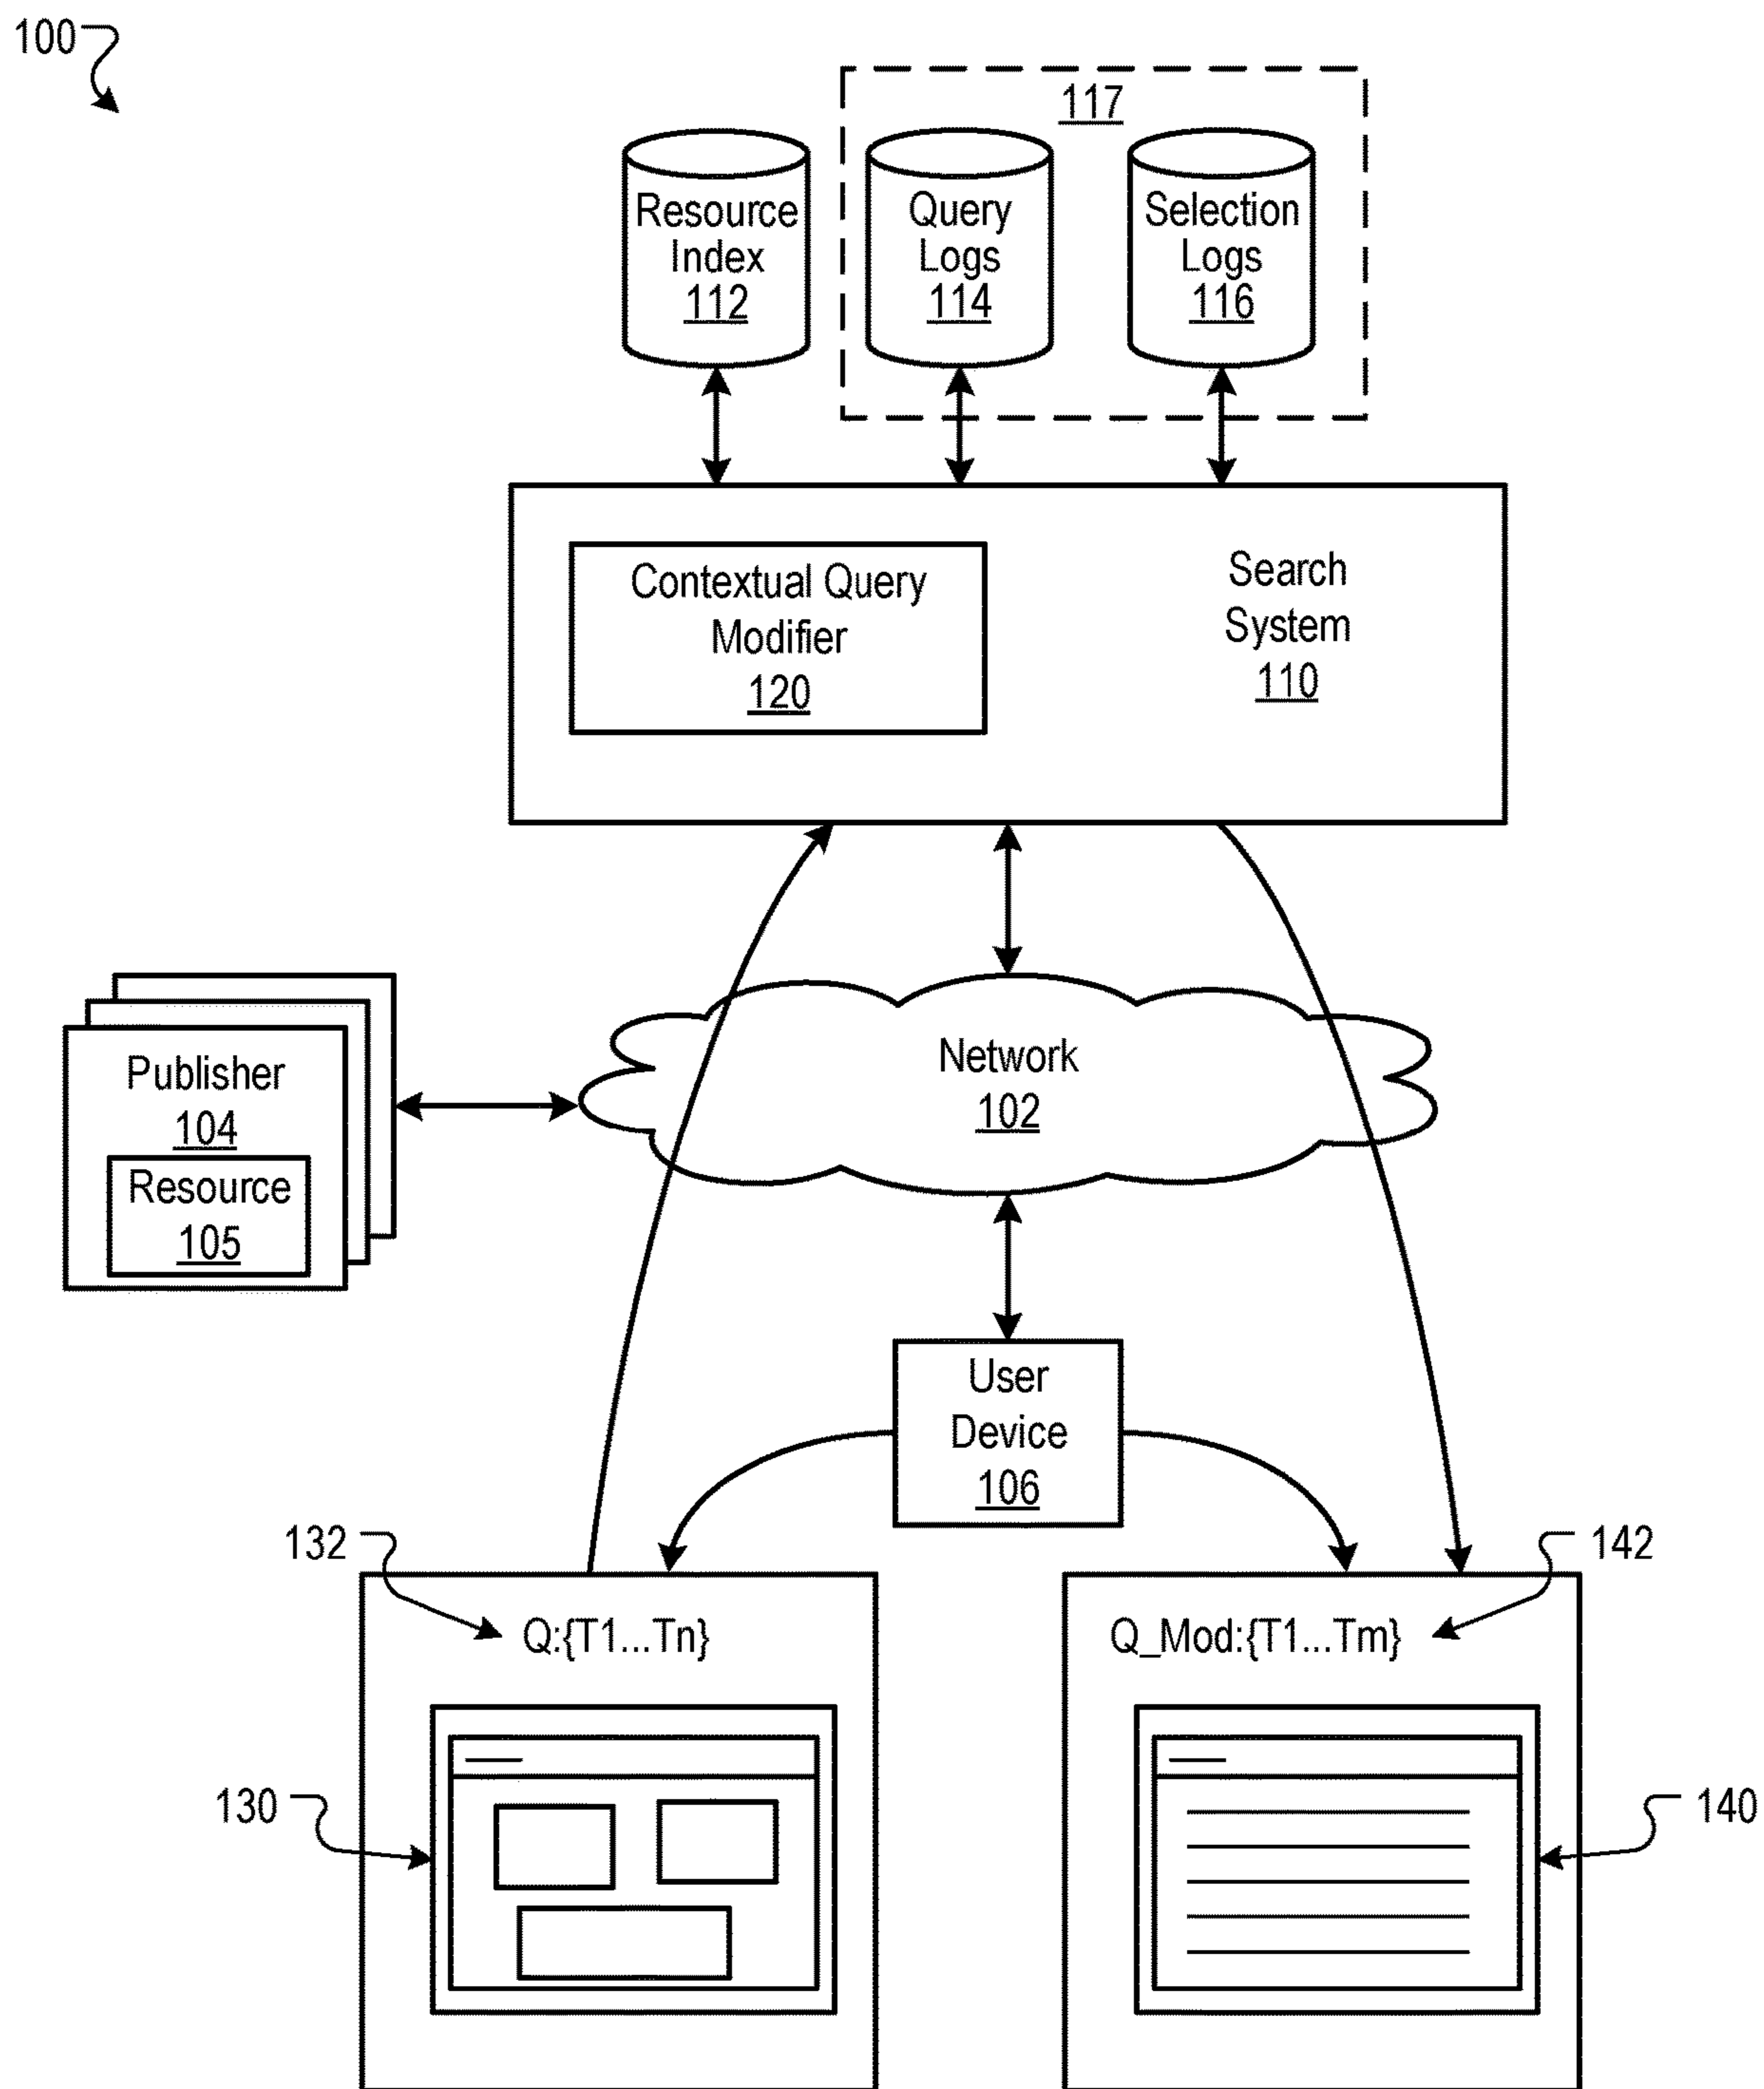 100
117
Resource
Index
112
Query
Logs
114
Selection
Logs
116
Contextual Query
Modifier
120
Search
System
110
Publisher
104
Resource
105
Network
102
User
Device
106
132
Q:{T1...Tn}
142
Q_Mod:{T1...Tm}
130
140